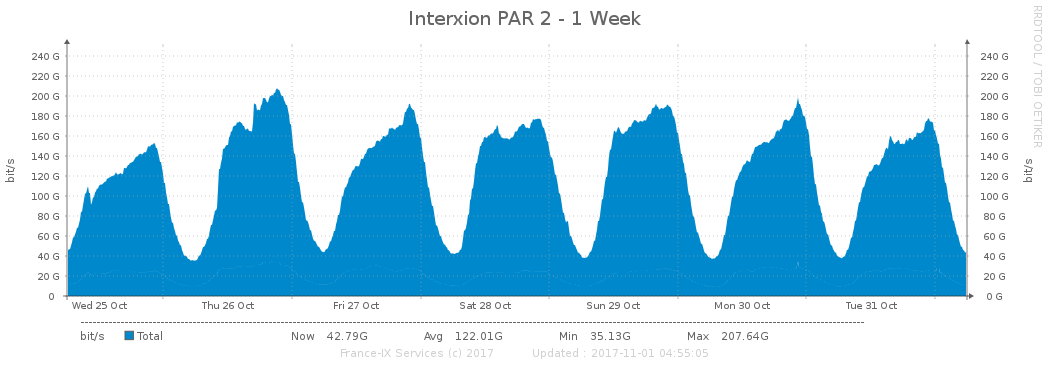 Interxion PAR 2 - 1 Week
RRDTOOL / TOBI OETIKER
bit/s
240 G
220 G
200 G
180 G
160 G
140 G
120 G
100 G
80 G
60 G
40 G
20 G
0
240 G
220 G
200 G
180 G
160 G
140 G
120 G
100 G
80 G
60 G
40 G
20 G
0 G
bit/s
Wed 25 Oct Thu 26 Oct Fri 27 Oct Sat 28 Oct Sun 29 Oct Mon 30 Oct Tue 31 Oct
bit/s Total Now 42.79G Avg 122.01G Min 35.13G Max 207.64G
France-IX Services (c) 2017 Updated : 2017-11-01 04:55:05